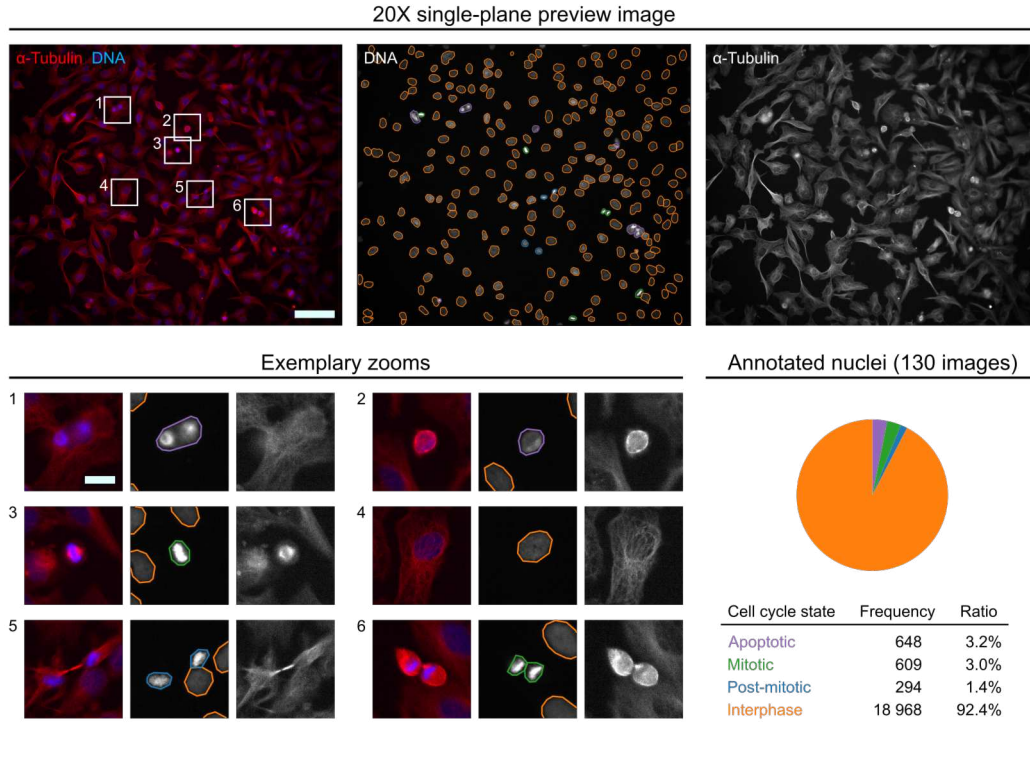 20X single-plane preview image
α-Tubulin DNA
DNA
α-Tubulin
1
2
3
4
5
6
Exemplary zooms
Annotated nuclei (130 images)
1
2
3
4
5
6
Cell cycle state Frequency Ratio
Apoptotic 648 3.2%
Mitotic 609 3.0%
Post-mitotic 294 1.4%
Interphase 18 968 92.4%